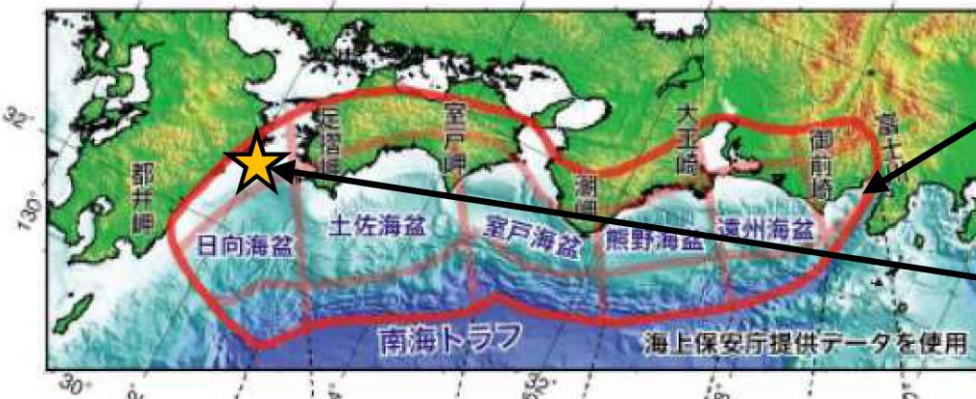 足摺岬
室戸岬
大王崎
御前崎
都井岬
潮岬
32°
130°
日向海盆
土佐海盆
室戸海盆
熊野海盆
遠州海盆
南海トラフ
海上保安庁提供データを使用
30°
32°